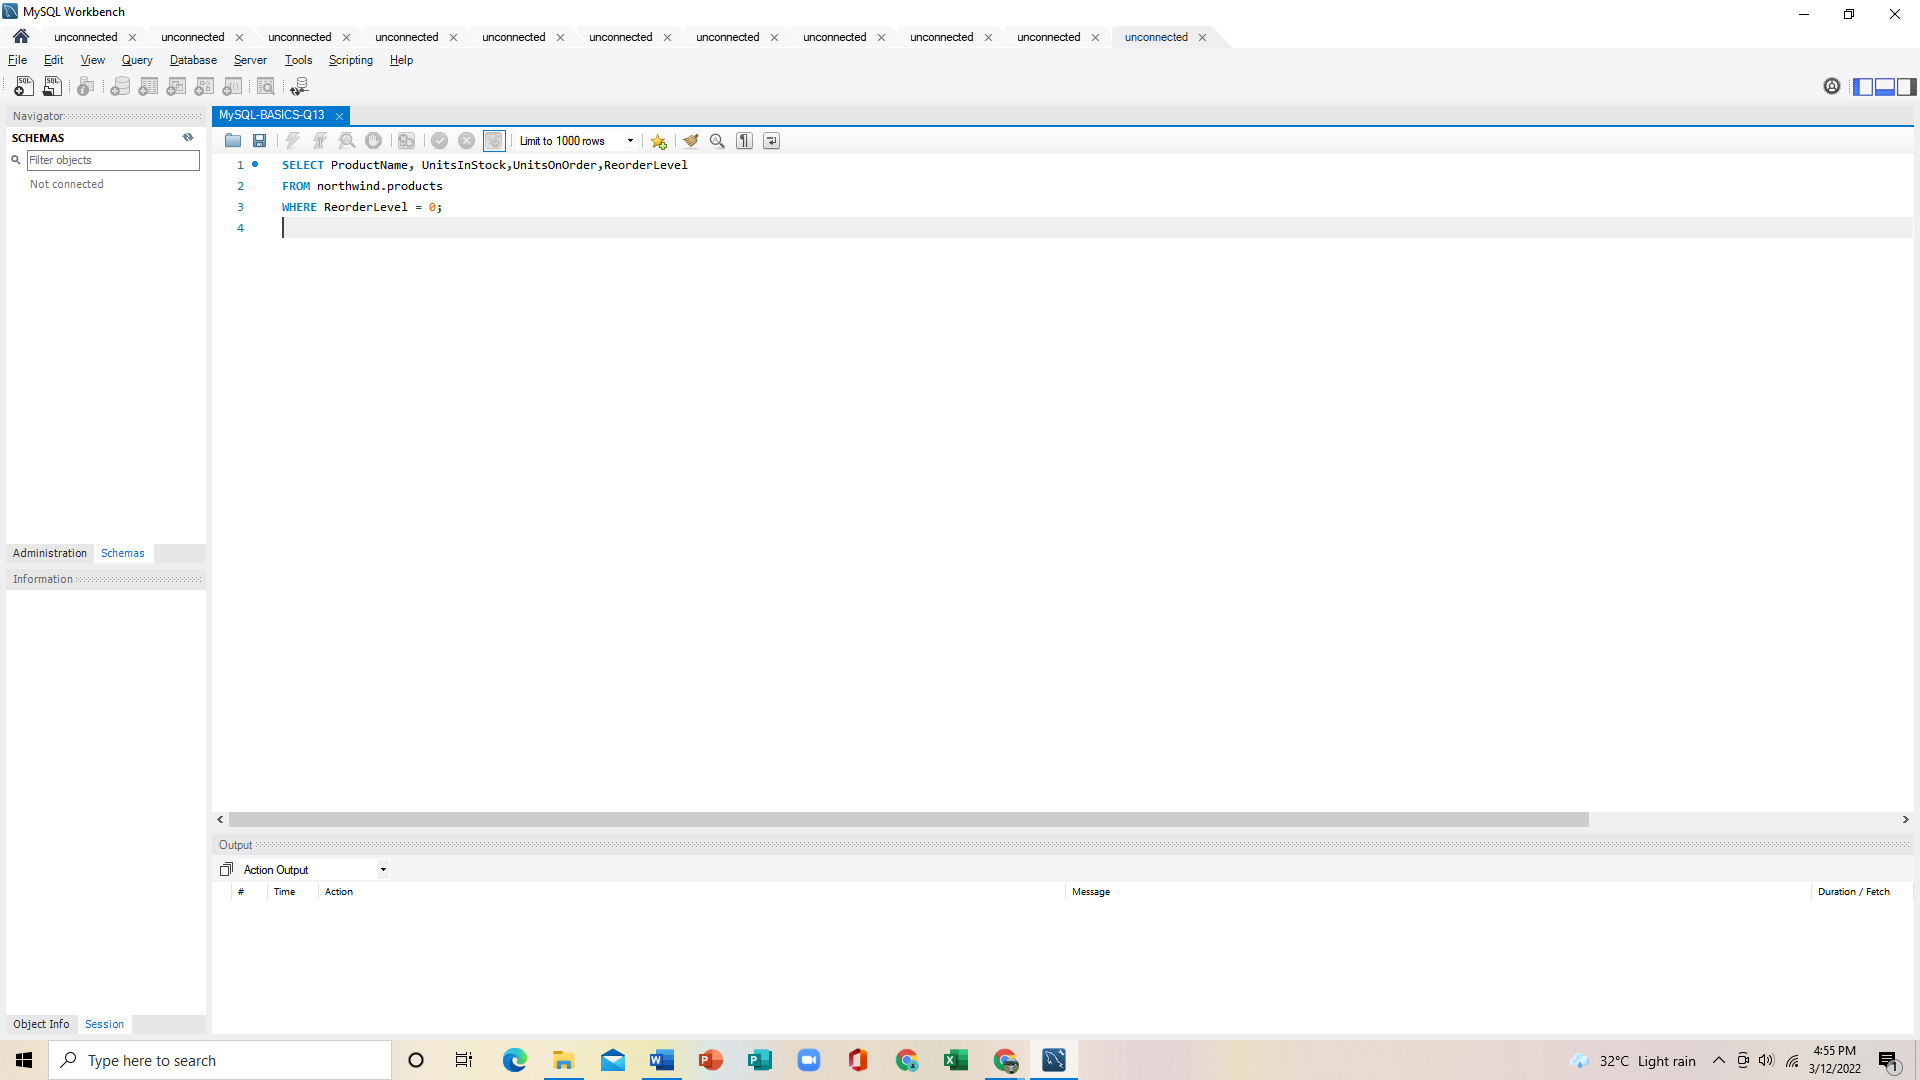 MySQL Workbench
unconnected unconnected unconnected unconnected unconnected unconnected unconnected unconnected unconnected unconnected unconnected
File Edit View Query Database Server Tools Scripting Help
Navigator
MySQL-BASICS-Q13
SCHEMAS
Limit to 1000 rows
Filter objects
Not connected
1 SELECT ProductName, UnitsInStock,UnitsOnOrder,ReorderLevel
2 FROM northwind.products
3 WHERE ReorderLevel = 0;
4
Administration Schemas
Information
Output
Action Output
# Time Action Message Duration / Fetch
Object Info Session
Type here to search
32°C Light rain
4:55 PM
3/12/2022
1